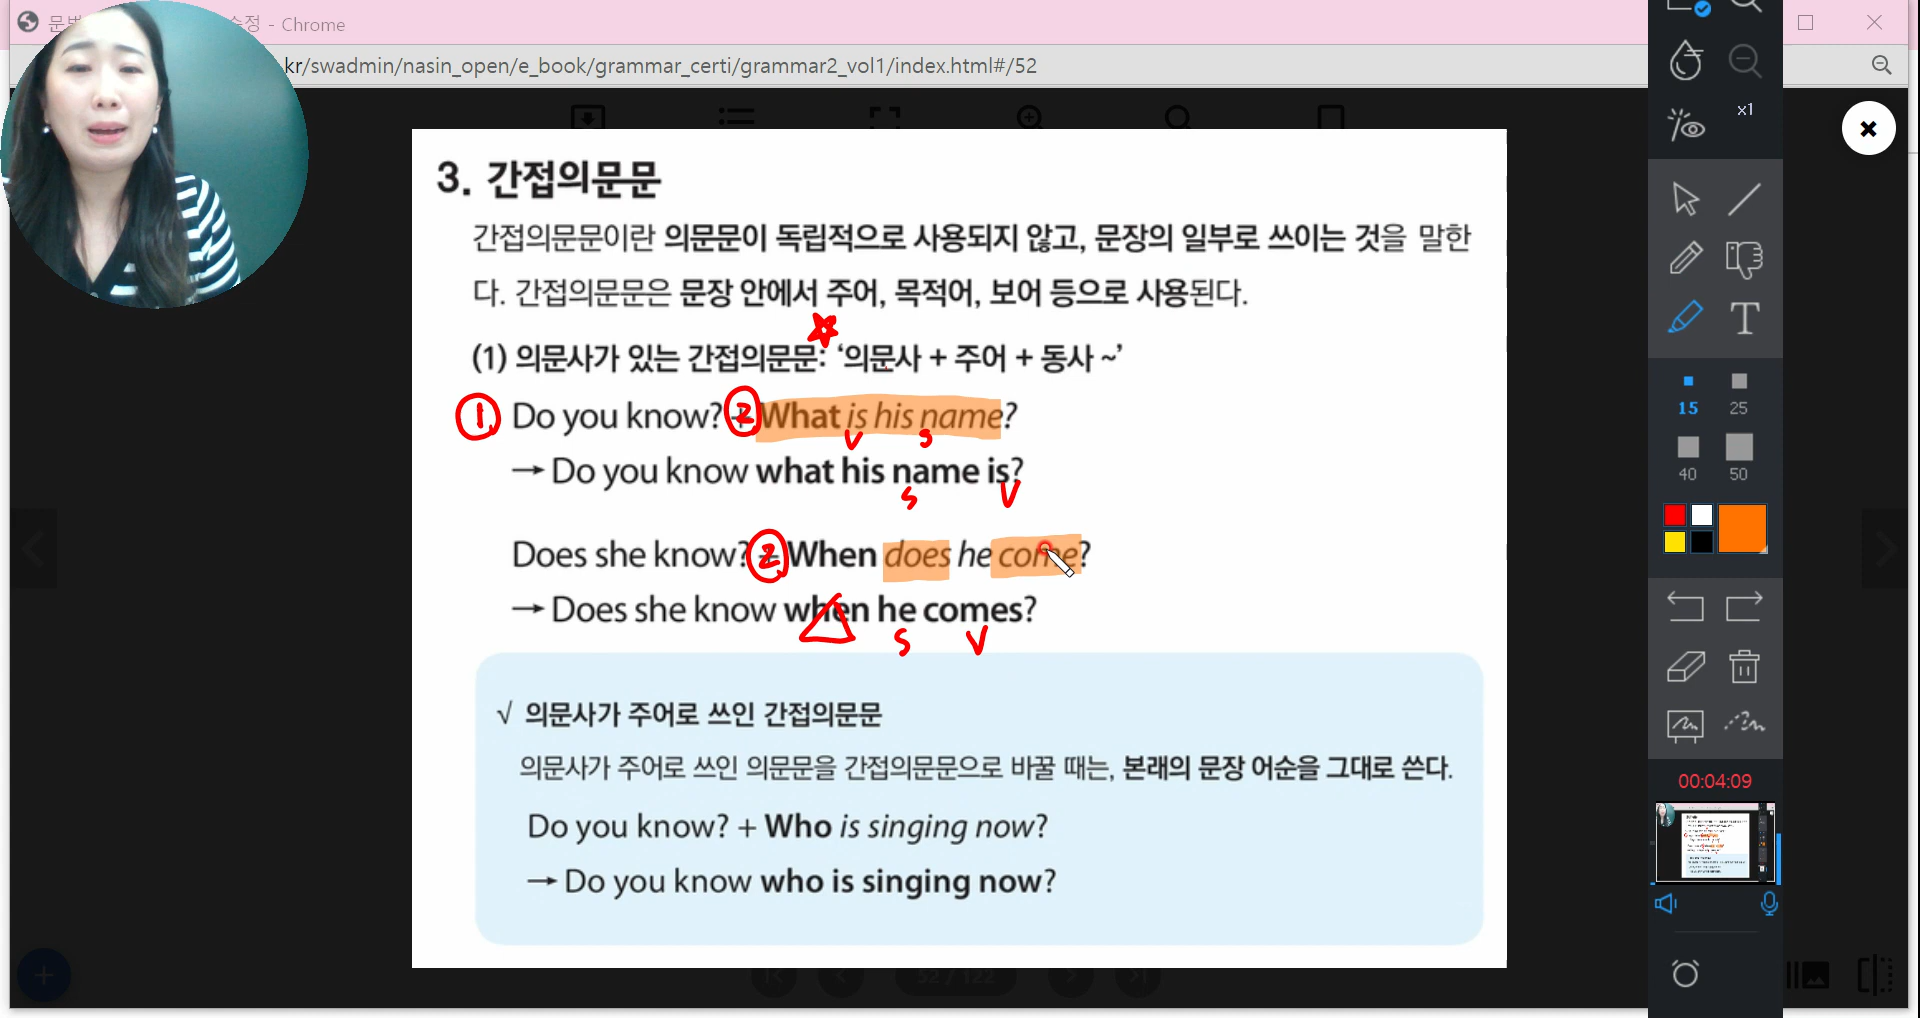 - Chrome
kr/swadmin/nasin_open/e_book/grammar_certi/grammar2_vol1/index.html#/52
x1
3. 간접의문문
간접의문문이란 의문문이 독립적으로 사용되지 않고, 문장의 일부로 쓰이는 것을 말한
다. 간접의문문은 문장 안에서 주어, 목적어, 보어 등으로 사용된다.
(1) 의문사가 있는 간접의문문: ‘의문사 + 주어 + 동사 ~’
1 Do you know? 2 What is his name?
v s
→ Do you know what his name is?
s v
Does she know? 2 When does he come?
→ Does she know when he comes?
s v
√ 의문사가 주어로 쓰인 간접의문문
의문사가 주어로 쓰인 의문문을 간접의문문으로 바꿀 때는, 본래의 문장 어순을 그대로 쓴다.
Do you know? + Who is singing now?
→ Do you know who is singing now?
52 / 122
T
15 25
40 50
00:04:09